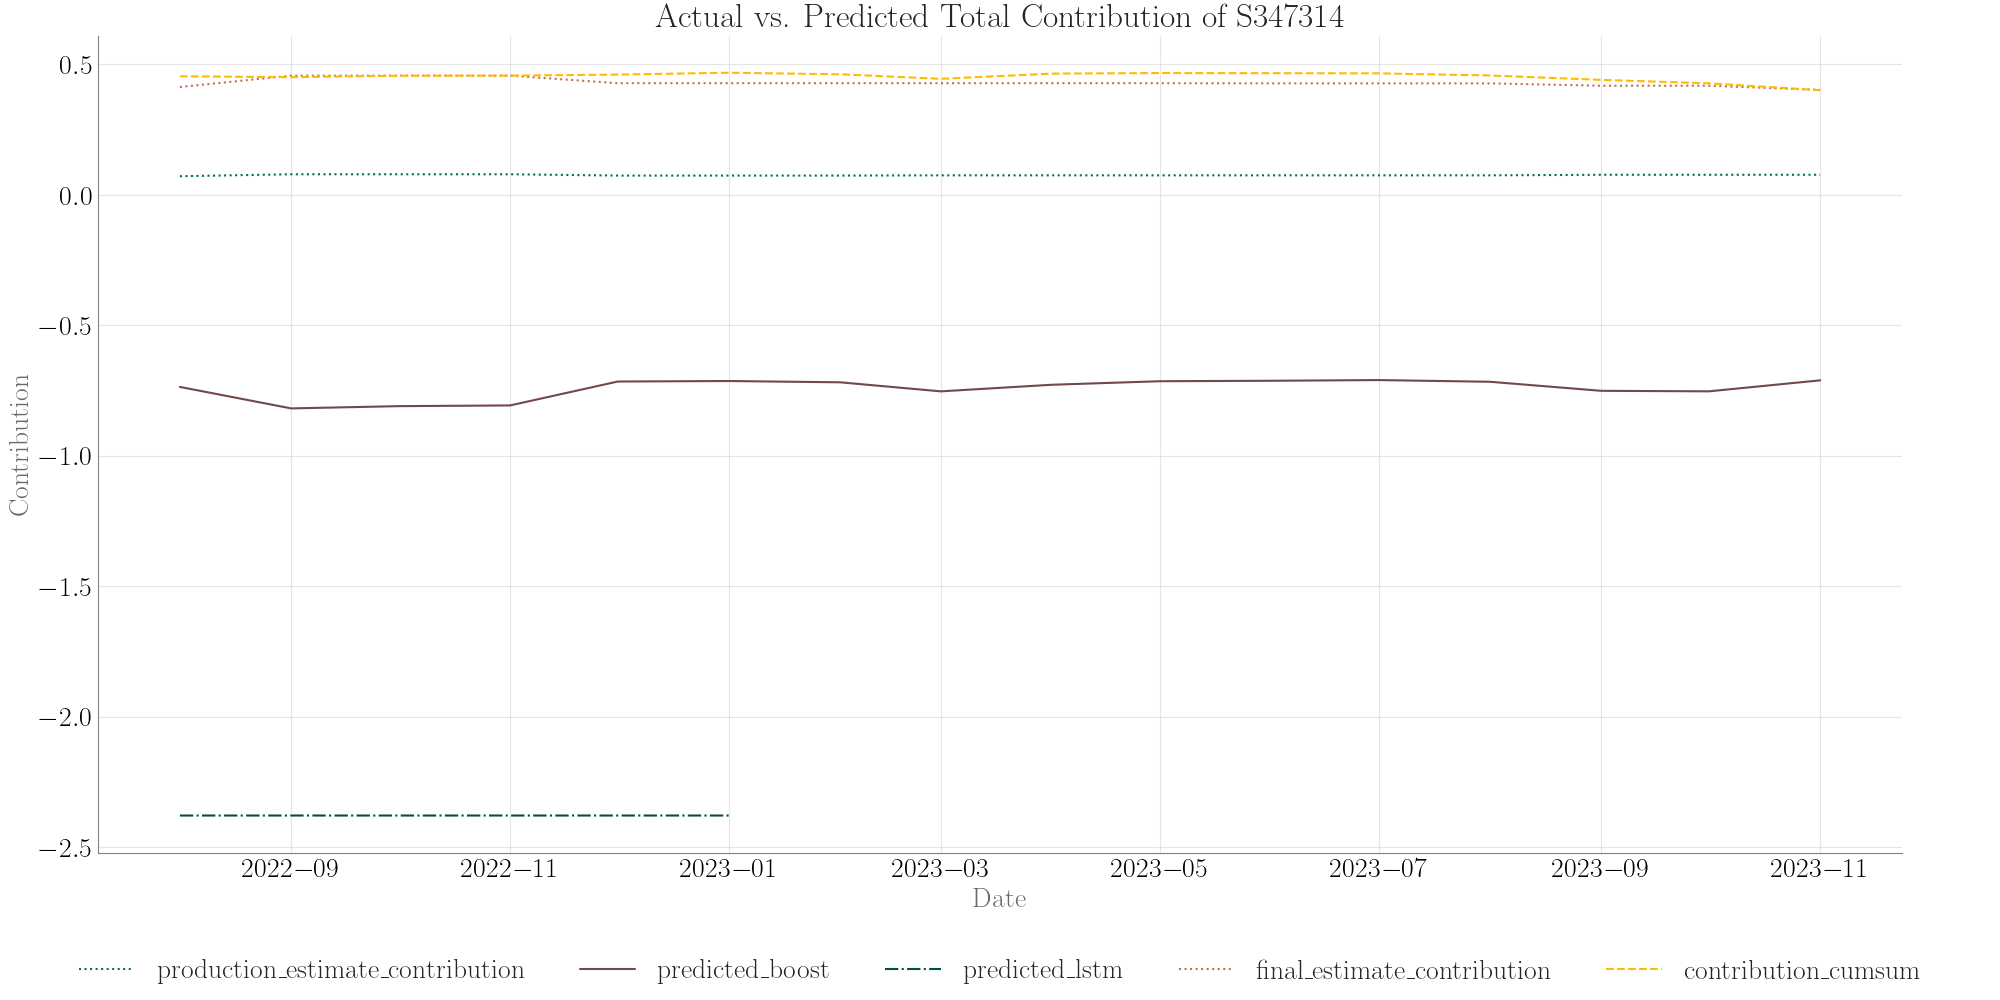 Actual vs. Predicted Total Contribution of S347314
0.5
0.0
−0.5
−1.0
−1.5
−2.0
−2.5
Contribution
2022−09 2022−11 2023−01 2023−03 2023−05 2023−07 2023−09 2023−11
Date
production_estimate_contribution predicted_boost predicted_lstm final_estimate_contribution contribution_cumsum